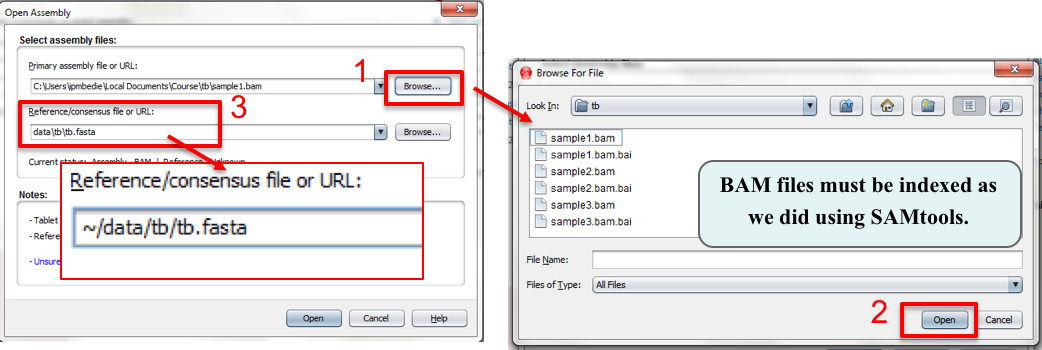 Open Assembly
Select assembly files:
Primary assembly file or URL:
1
C:\Users\pmbedie\Local Documents\Course\tb\sample1.bam
Browse...
Reference/consensus file or URL:
3
data\tb\tb.fasta
Browse...
Current status: Assembly BAM | Reference Unknown
Reference/consensus file or URL:
~/data/tb/tb.fasta
Notes:
- Tablet
- Refere
- Unsure
Open
Cancel
Help
Browse For File
Look In:
tb
sample1.bam
sample1.bam.bai
sample2.bam
sample2.bam.bai
sample3.bam
sample3.bam.bai
BAM files must be indexed as
we did using SAMtools.
File Name:
Files of Type:
All Files
2
Open
Cancel